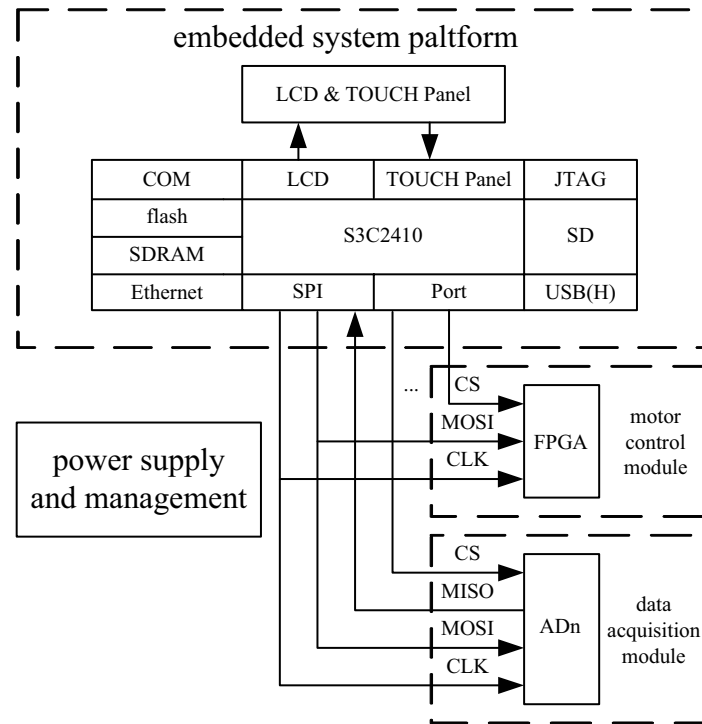 embedded system paltform
LCD & TOUCH Panel
COM
LCD
TOUCH Panel
JTAG
flash
SDRAM
S3C2410
SD
Ethernet
SPI
Port
USB(H)
...
CS
MOSI
CLK
FPGA
motor
control
module
power supply
and management
CS
MISO
MOSI
CLK
ADn
data
acquisition
module